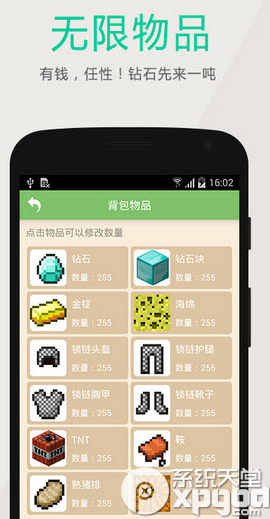 无限物品
有钱，任性！钻石先来一吨
16:02
背包物品
点击物品可以修改数量
钻石
数量：255
钻石块
数量：255
金锭
数量：255
海绵
数量：255
锁链头盔
数量：255
锁链护腿
数量：255
锁链胸甲
数量：255
锁链靴子
数量：255
TNT
数量：255
鞍
数量：255
熟猪排
数量：255
系统天堂
xpgod.com